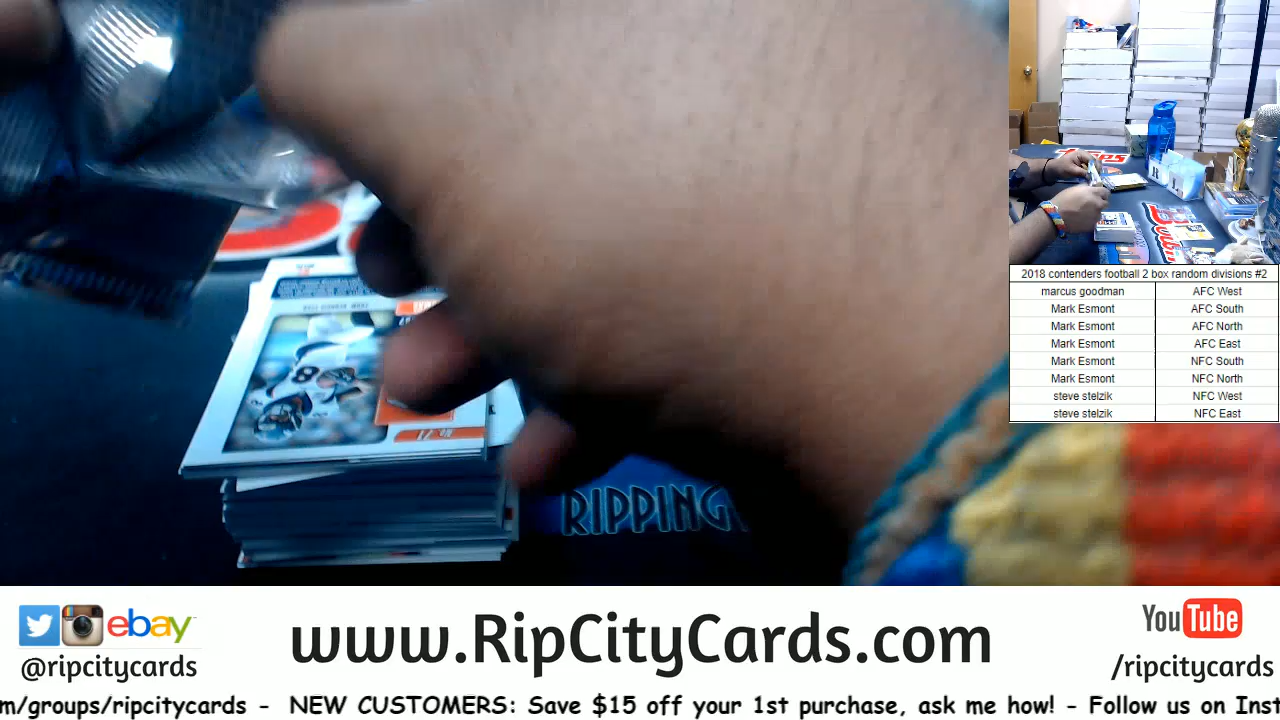 2018 contenders football 2 box random divisions #2
marcus goodman AFC West
Mark Esmont AFC South
Mark Esmont AFC North
Mark Esmont AFC East
Mark Esmont NFC South
Mark Esmont NFC North
steve stelzik NFC West
steve stelzik NFC East
RIPPING
8
ebay
@ripcitycards
www.RipCityCards.com
YouTube
/ripcitycards
m/groups/ripcitycards - NEW CUSTOMERS: Save $15 off your 1st purchase, ask me how! - Follow us on Inst